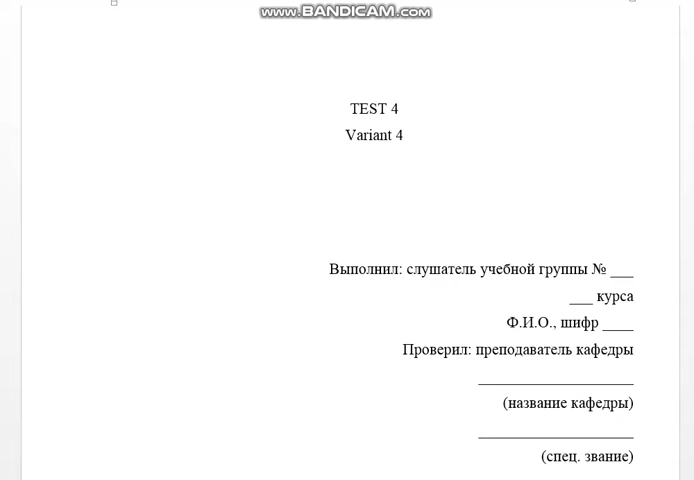 www.BANDICAM.com
TEST 4
Variant 4
Выполнил: слушатель учебной группы № ___
___ курса
Ф.И.О., шифр ____
Проверил: преподаватель кафедры
____________________
(название кафедры)
____________________
(спец. звание)